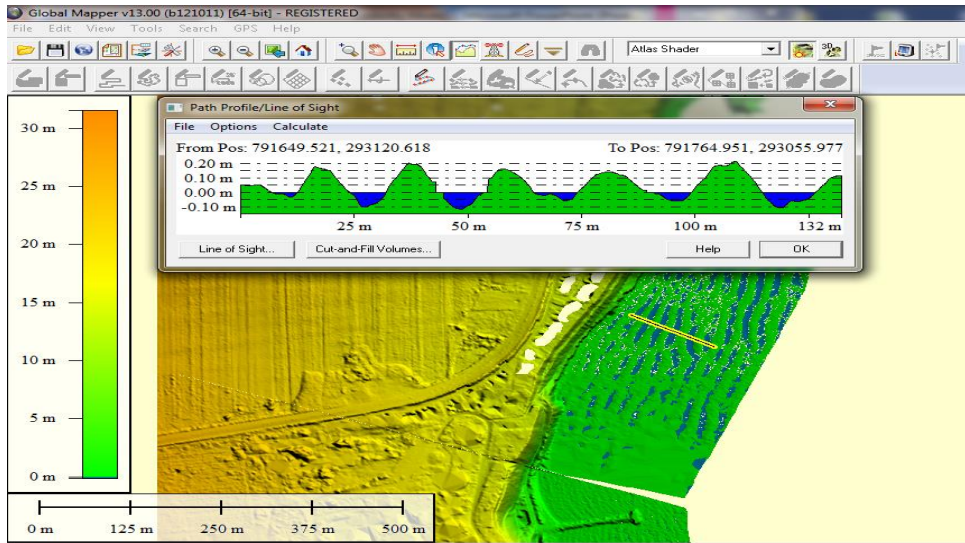 Global Mapper v13.00 (b121011) [64-bit] - REGISTERED
File Edit View Tools Search GPS Help
Atlas Shader
3D
Path Profile/Line of Sight
File Options Calculate
From Pos: 791649.521, 293120.618 To Pos: 791764.951, 293055.977
0.20 m
0.10 m
0.00 m
-0.10 m
25 m 50 m 75 m 100 m 132 m
Line of Sight... Cut-and-Fill Volumes... Help OK
30 m
25 m
20 m
15 m
10 m
5 m
0 m
0 m 125 m 250 m 375 m 500 m